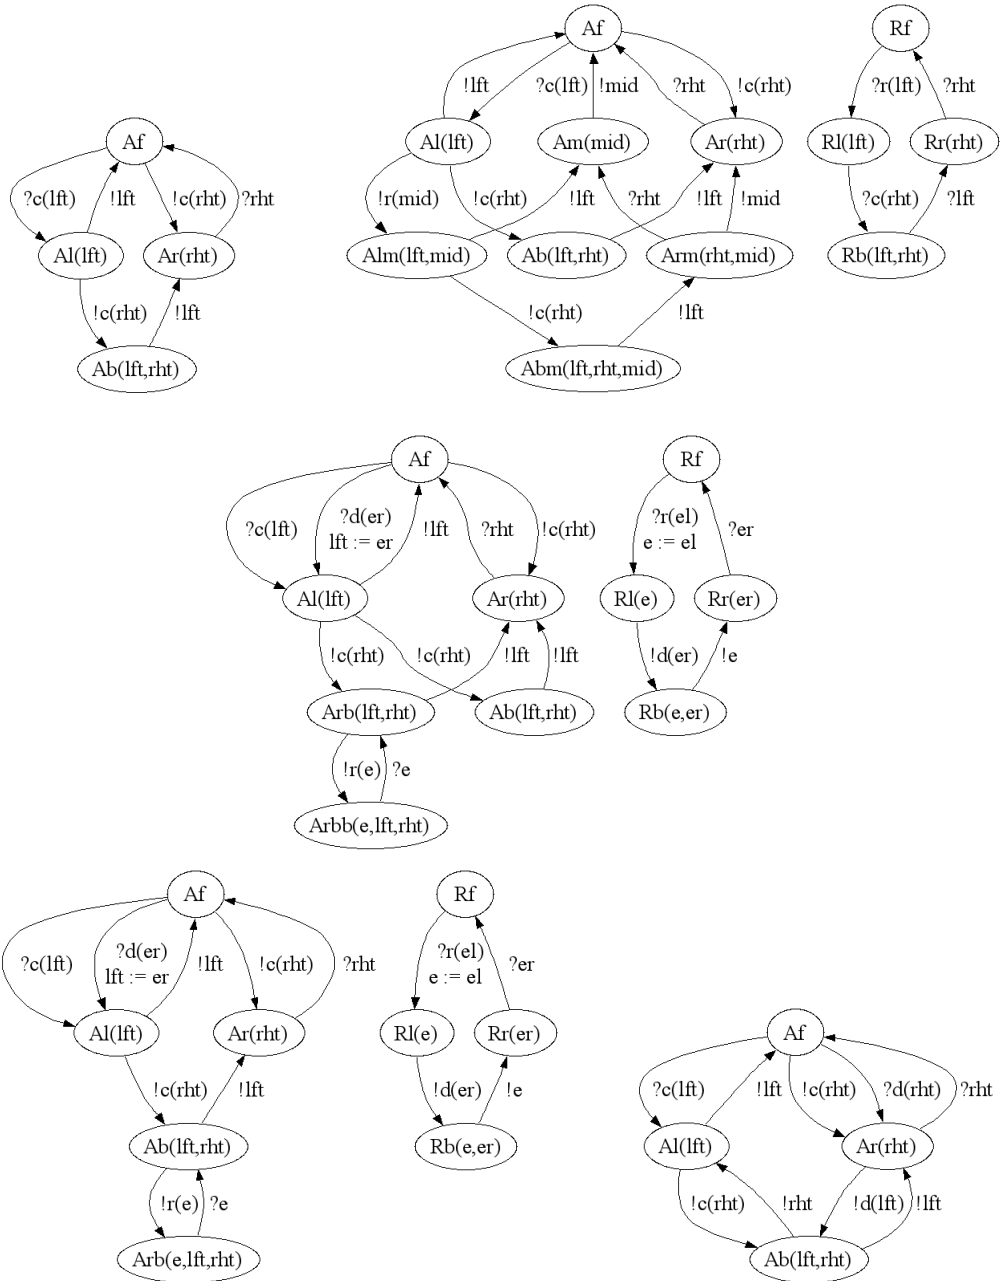 Af
?c(lft)
!lft
!c(rht)
?rht
Al(lft)
Ar(rht)
!c(rht)
!lft
Ab(lft,rht)
Af
!lft
?c(lft)
!mid
?rht
!c(rht)
Al(lft)
Am(mid)
Ar(rht)
!r(mid)
!c(rht)
!lft
?rht
!lft
!mid
Alm(lft,mid)
Ab(lft,rht)
Arm(rht,mid)
!c(rht)
!lft
Abm(lft,rht,mid)
Rf
?r(lft)
?rht
Rl(lft)
Rr(rht)
?c(rht)
?lft
Rb(lft,rht)
Af
?c(lft)
?d(er)
lft := er
!lft
?rht
!c(rht)
Al(lft)
Ar(rht)
!c(rht)
!c(rht)
!lft
!lft
Arb(lft,rht)
Ab(lft,rht)
!r(e)
?e
Arbb(e,lft,rht)
Rf
?r(el)
e := el
?er
Rl(e)
Rr(er)
!d(er)
!e
Rb(e,er)
Af
?c(lft)
?d(er)
lft := er
!lft
!c(rht)
?rht
Al(lft)
Ar(rht)
!c(rht)
!lft
Ab(lft,rht)
!r(e)
?e
Arb(e,lft,rht)
Rf
?r(el)
e := el
?er
Rl(e)
Rr(er)
!d(er)
!e
Rb(e,er)
Af
?c(lft)
!lft
!c(rht)
?d(rht)
?rht
Al(lft)
Ar(rht)
!c(rht)
!rht
!d(lft)
!lft
Ab(lft,rht)